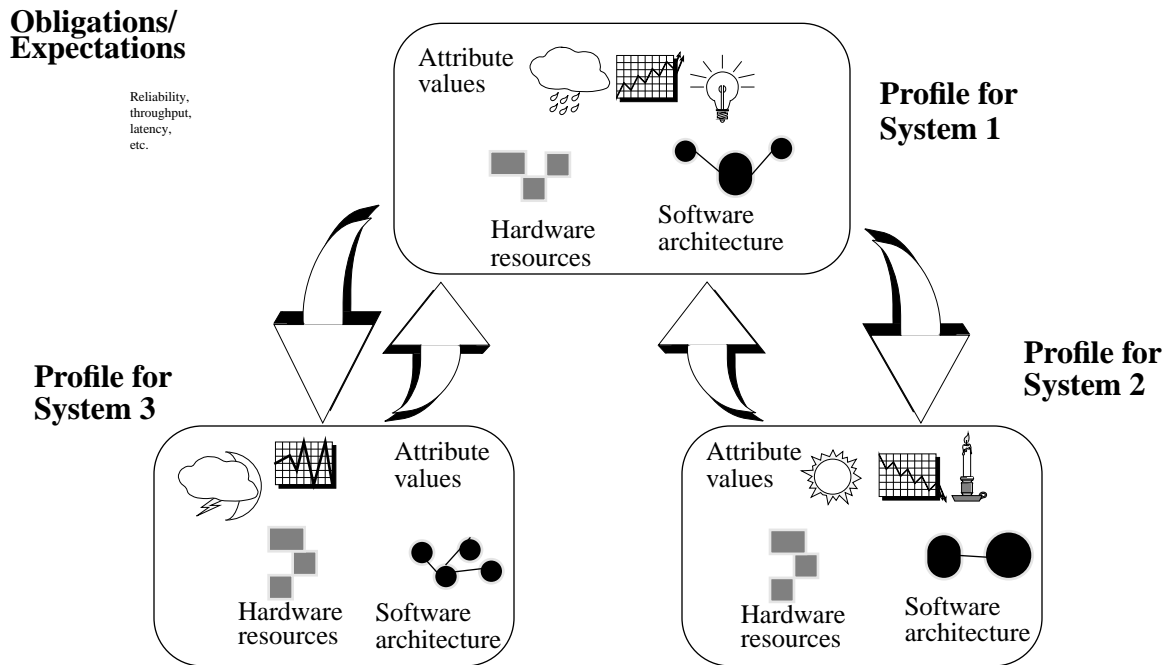 Obligations/
Expectations
Reliability,
throughput,
latency,
etc.
Attribute
values
Hardware
resources
Software
architecture
Profile for
System 1
Profile for
System 3
Attribute
values
Hardware
resources
Software
architecture
Profile for
System 2
Attribute
values
Hardware
resources
Software
architecture